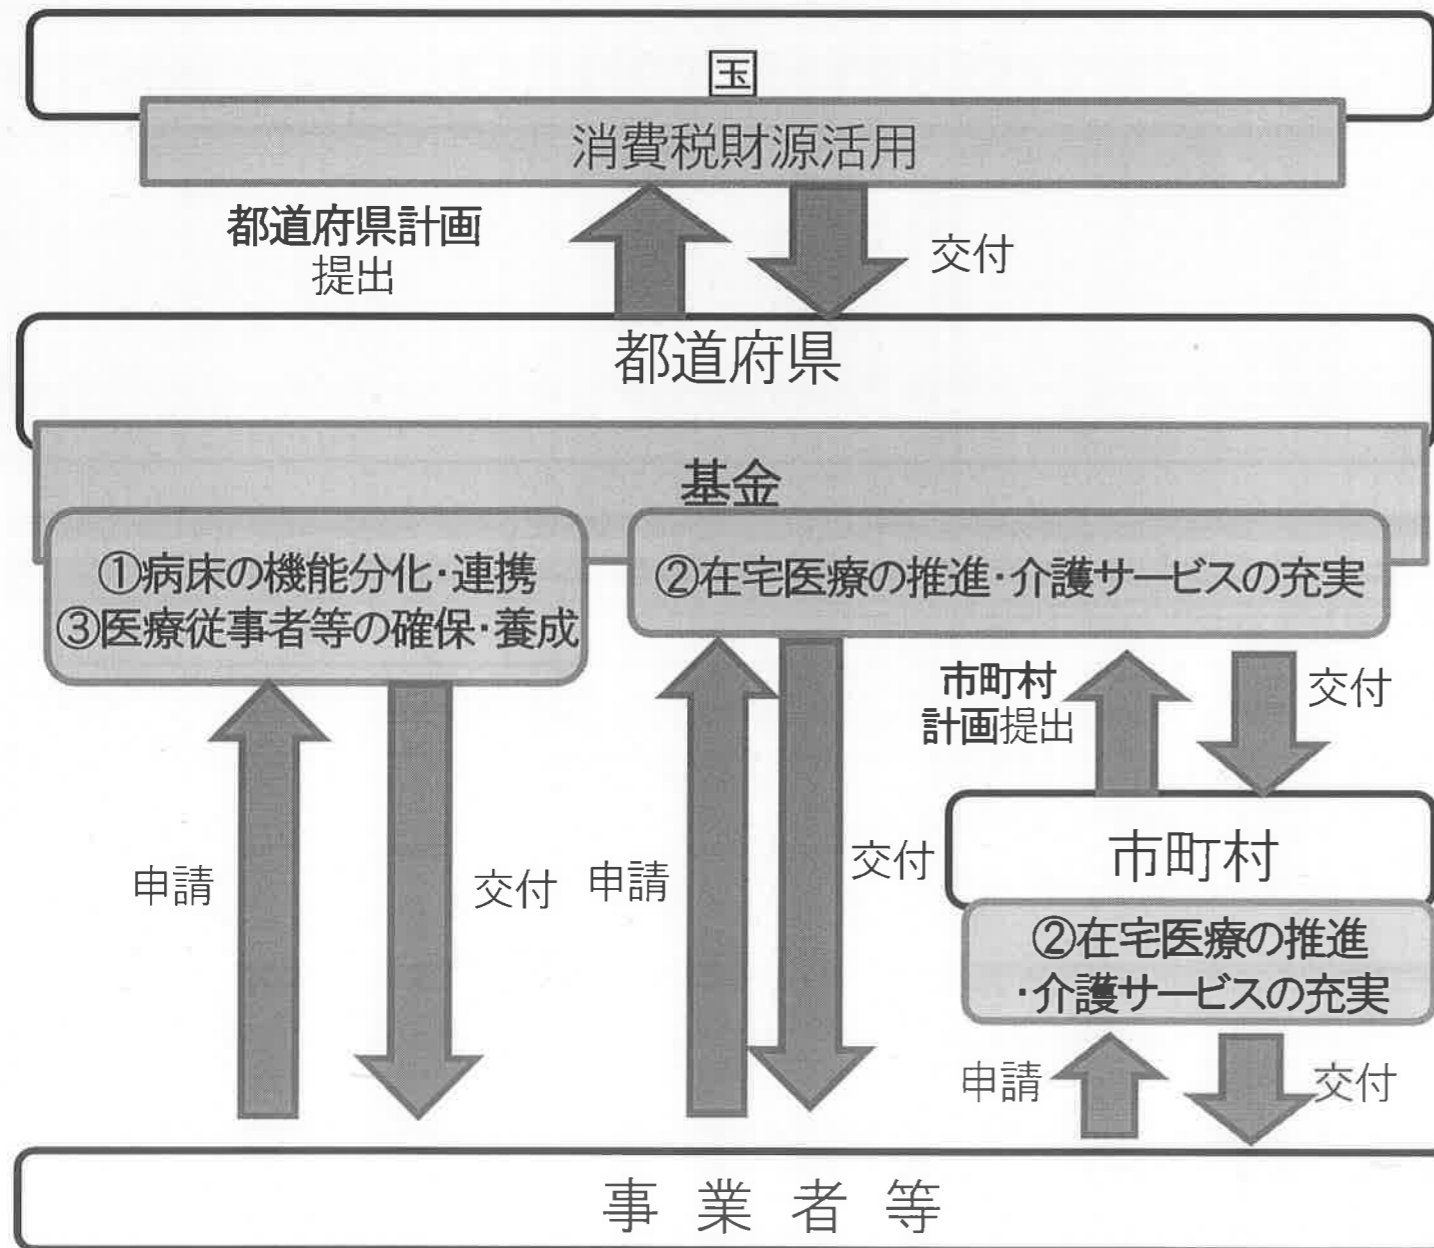 国
消費税財源活用
都道府県計画
提出
交付
都道府県
基金
①病床の機能分化・連携
③医療従事者等の確保・養成
②在宅医療の推進・介護サービスの充実
市町村
計画提出
交付
申請
交付
申請
交付
市町村
②在宅医療の推進
・介護サービスの充実
申請
交付
事業者等